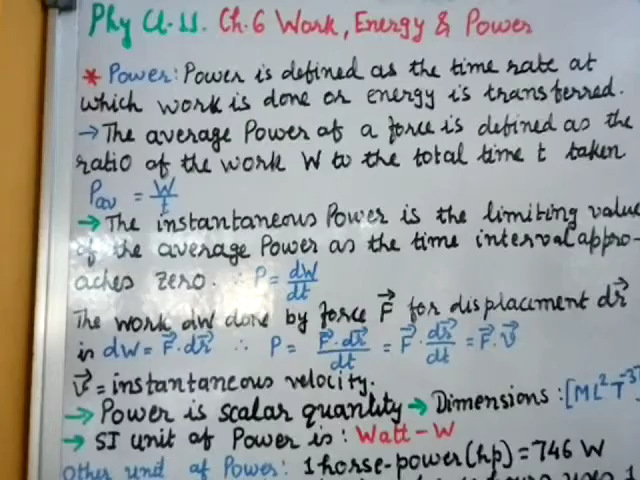 Phy Cl-11. Ch.6 Work, Energy & Power
* Power: Power is defined as the time rate at
which work is done or energy is transferred.
→ The average Power of a force is defined as the
ratio of the work W to the total time t taken
Pav = W/t
→ The instantaneous Power is the limiting value
of the average Power as the time interval appro-
aches zero. ∴ P = dW/dt
The work dW done by force F⃗ for displacement dr⃗
is dW = F⃗.dr⃗ ∴ P = F⃗.dr⃗/dt = F⃗.dr⃗/dt = F⃗.v⃗
v⃗ = instantaneous velocity.
→ Power is scalar quantity → Dimensions : [ML²T⁻³
→ SI unit of Power is : Watt - W
Other unit of Power: 1 horse-power (hp) = 746 W